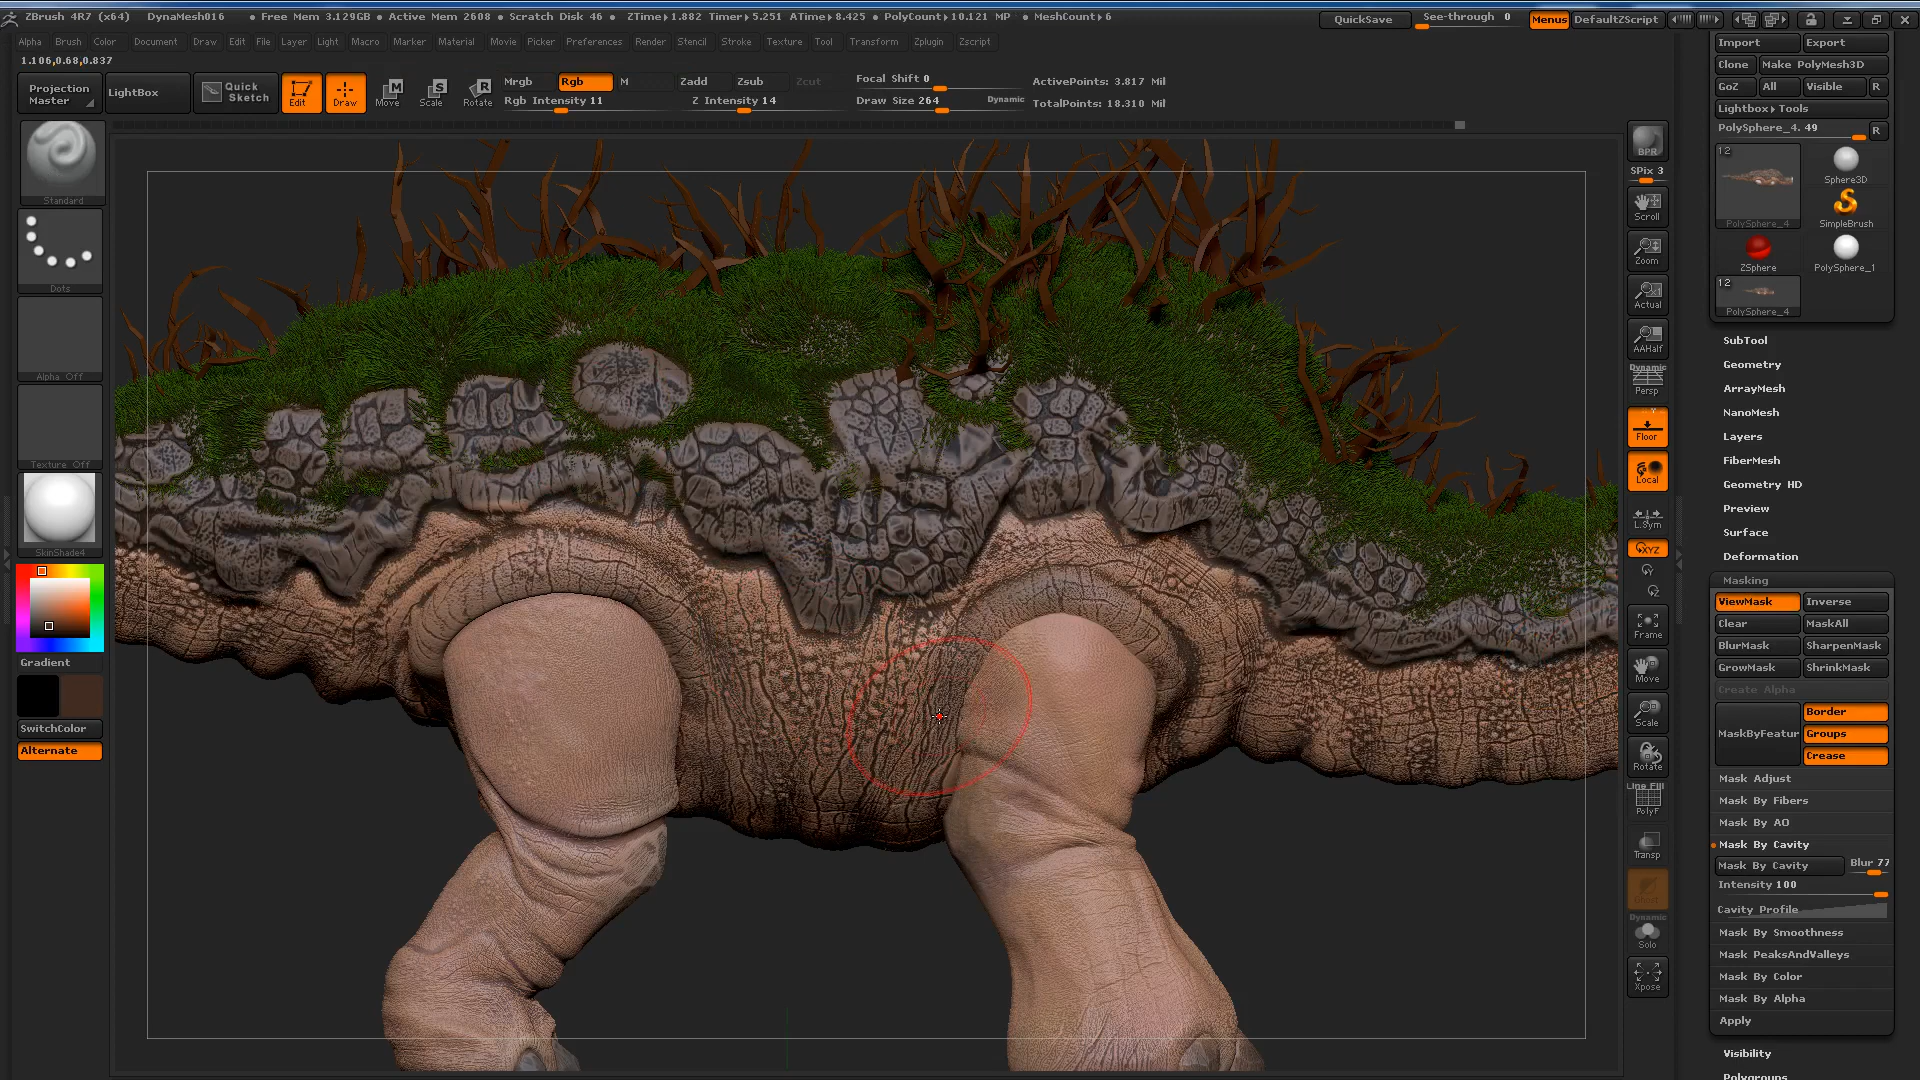 ZBrush 4R7 (x64) DynaMesh016 • Free Mem 3.129GB • Active Mem 2608 • Scratch Disk 46 • ZTime▸1.882 Timer▸5.251 ATime▸8.425 • PolyCount▸10.121 MP • MeshCount▸6 QuickSave See-through 0 Menus DefaultZScript
Alpha Brush Color Document Draw Edit File Layer Light Macro Marker Material Movie Picker Preferences Render Stencil Stroke Texture Tool Transform Zplugin Zscript
1.106,0.68,0.837
Projection Master
LightBox
Quick Sketch
Edit
Draw
Move
Scale
Rotate
Mrgb Rgb M Zadd Zsub Zcut
Rgb Intensity 11 Z Intensity 14
Focal Shift 0
Draw Size 264 Dynamic
ActivePoints: 3.817 Mil
TotalPoints: 18.310 Mil
Standard
Dots
Alpha Off
Texture Off
SkinShade4
Gradient
SwitchColor
Alternate
BPR
SPix 3
Scroll
Zoom
Actual
AAHalf
Dynamic
Persp
Floor
Local
L.Sym
XYZ
Frame
Move
Scale
Rotate
Line Fill
PolyF
Transp
Ghost
Dynamic
Solo
Xpose
Import Export
Clone Make PolyMesh3D
GoZ All Visible R
Lightbox▸Tools
PolySphere_4. 49 R
12
PolySphere_4
Sphere3D
SimpleBrush
ZSphere
PolySphere_1
12
PolySphere_4
SubTool
Geometry
ArrayMesh
NanoMesh
Layers
FiberMesh
Geometry HD
Preview
Surface
Deformation
Masking
ViewMask Inverse
Clear MaskAll
BlurMask SharpenMask
GrowMask ShrinkMask
Create Alpha
MaskByFeatur
Border
Groups
Crease
Mask Adjust
Mask By Fibers
Mask By AO
Mask By Cavity
Mask By Cavity Blur 77
Intensity 100
Cavity Profile
Mask By Smoothness
Mask PeaksAndValleys
Mask By Color
Mask By Alpha
Apply
Visibility
Polygroups